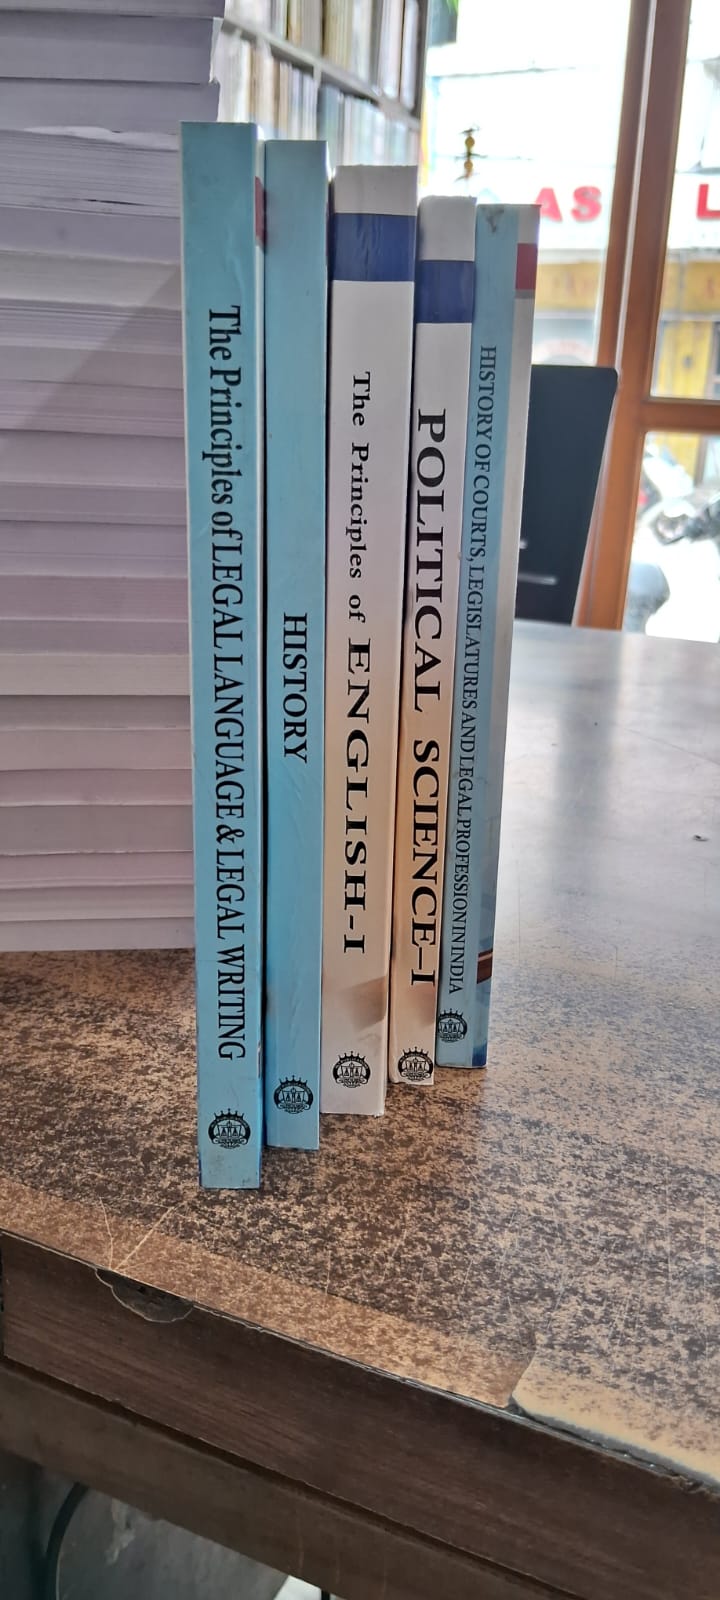 The Principles of LEGAL LANGUAGE & LEGAL WRITING
HISTORY
The Principles of ENGLISH-I
POLITICAL SCIENCE–I
HISTORY OF COURTS, LEGISLATURES AND LEGAL PROFESSION IN INDIA
AS L